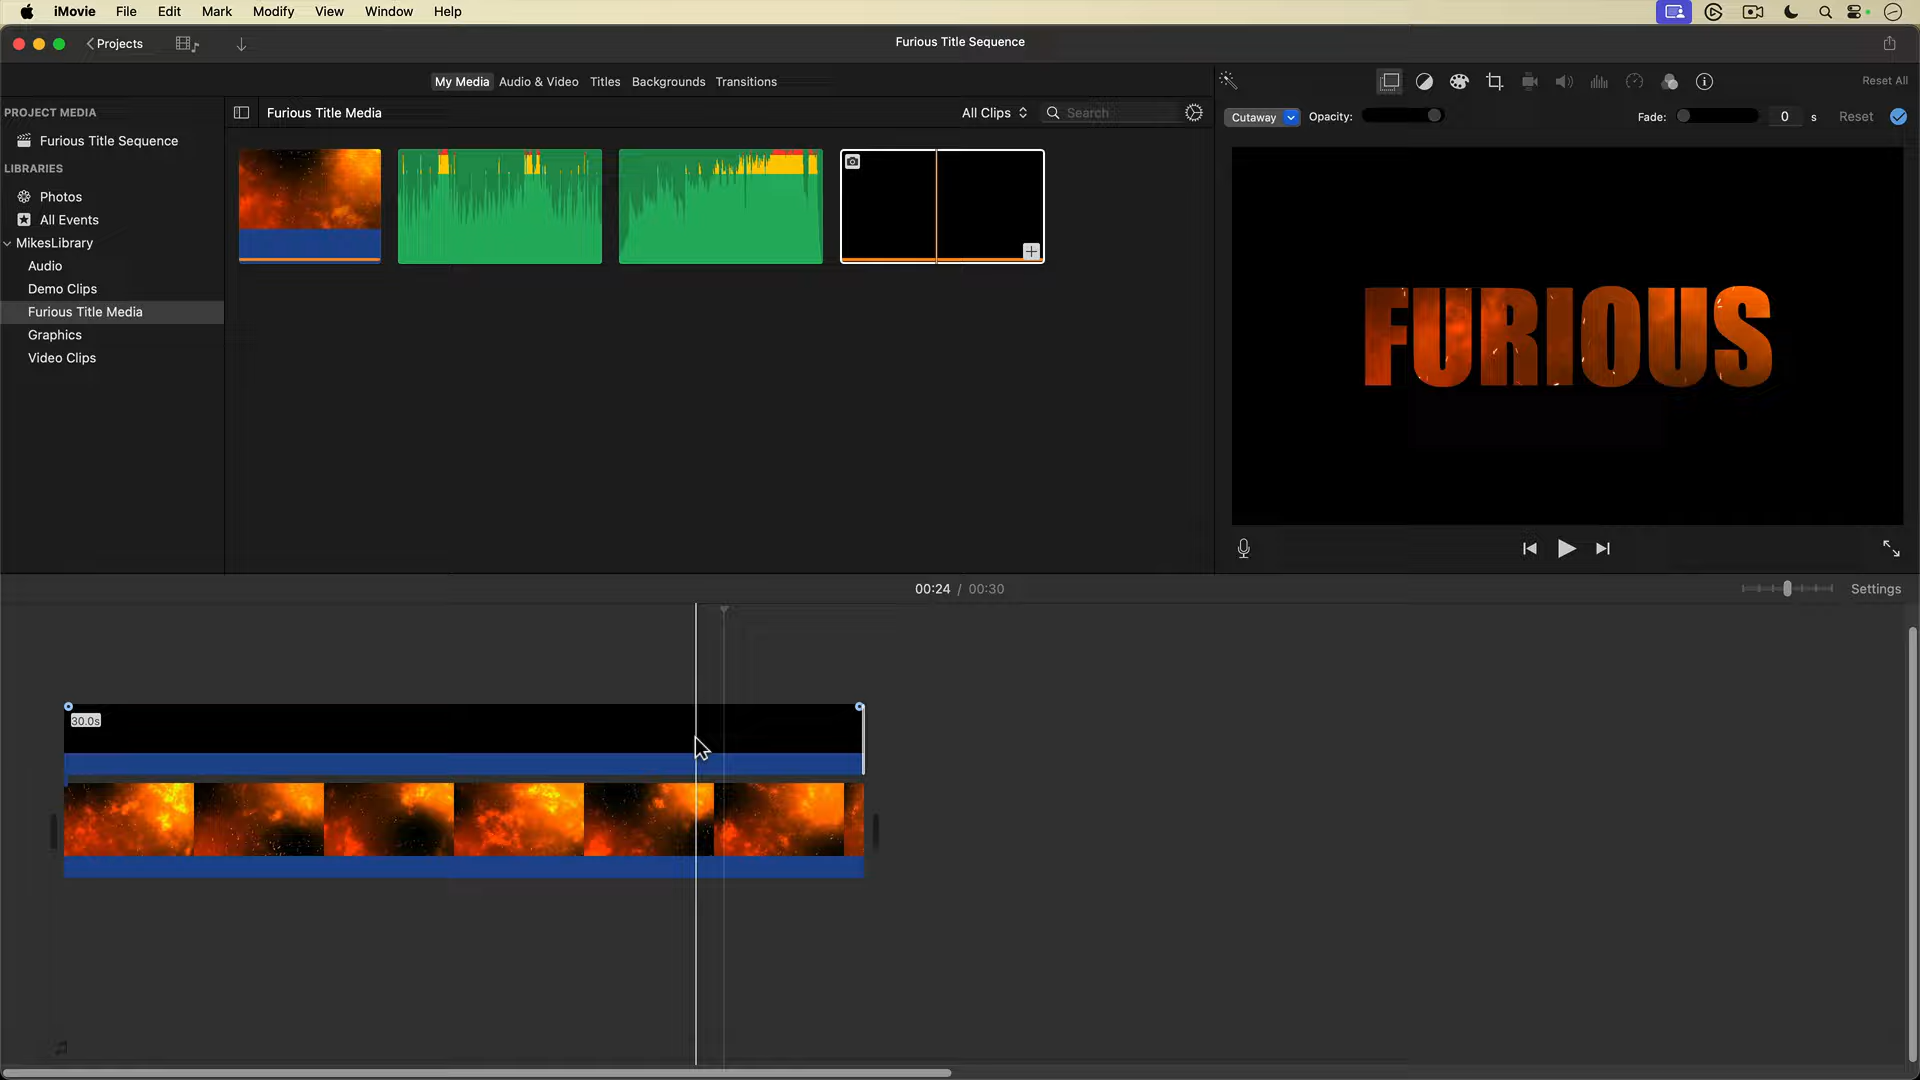 iMovie File Edit Mark Modify View Window Help
Projects
Furious Title Sequence
My Media Audio & Video Titles Backgrounds Transitions
Reset All
PROJECT MEDIA
Furious Title Sequence
LIBRARIES
Photos
All Events
MikesLibrary
Audio
Demo Clips
Furious Title Media
Graphics
Video Clips
Furious Title Media
All Clips
Search
Cutaway Opacity:
Fade: 0 s Reset
FURIOUS
00:24 / 00:30
Settings
30.0s